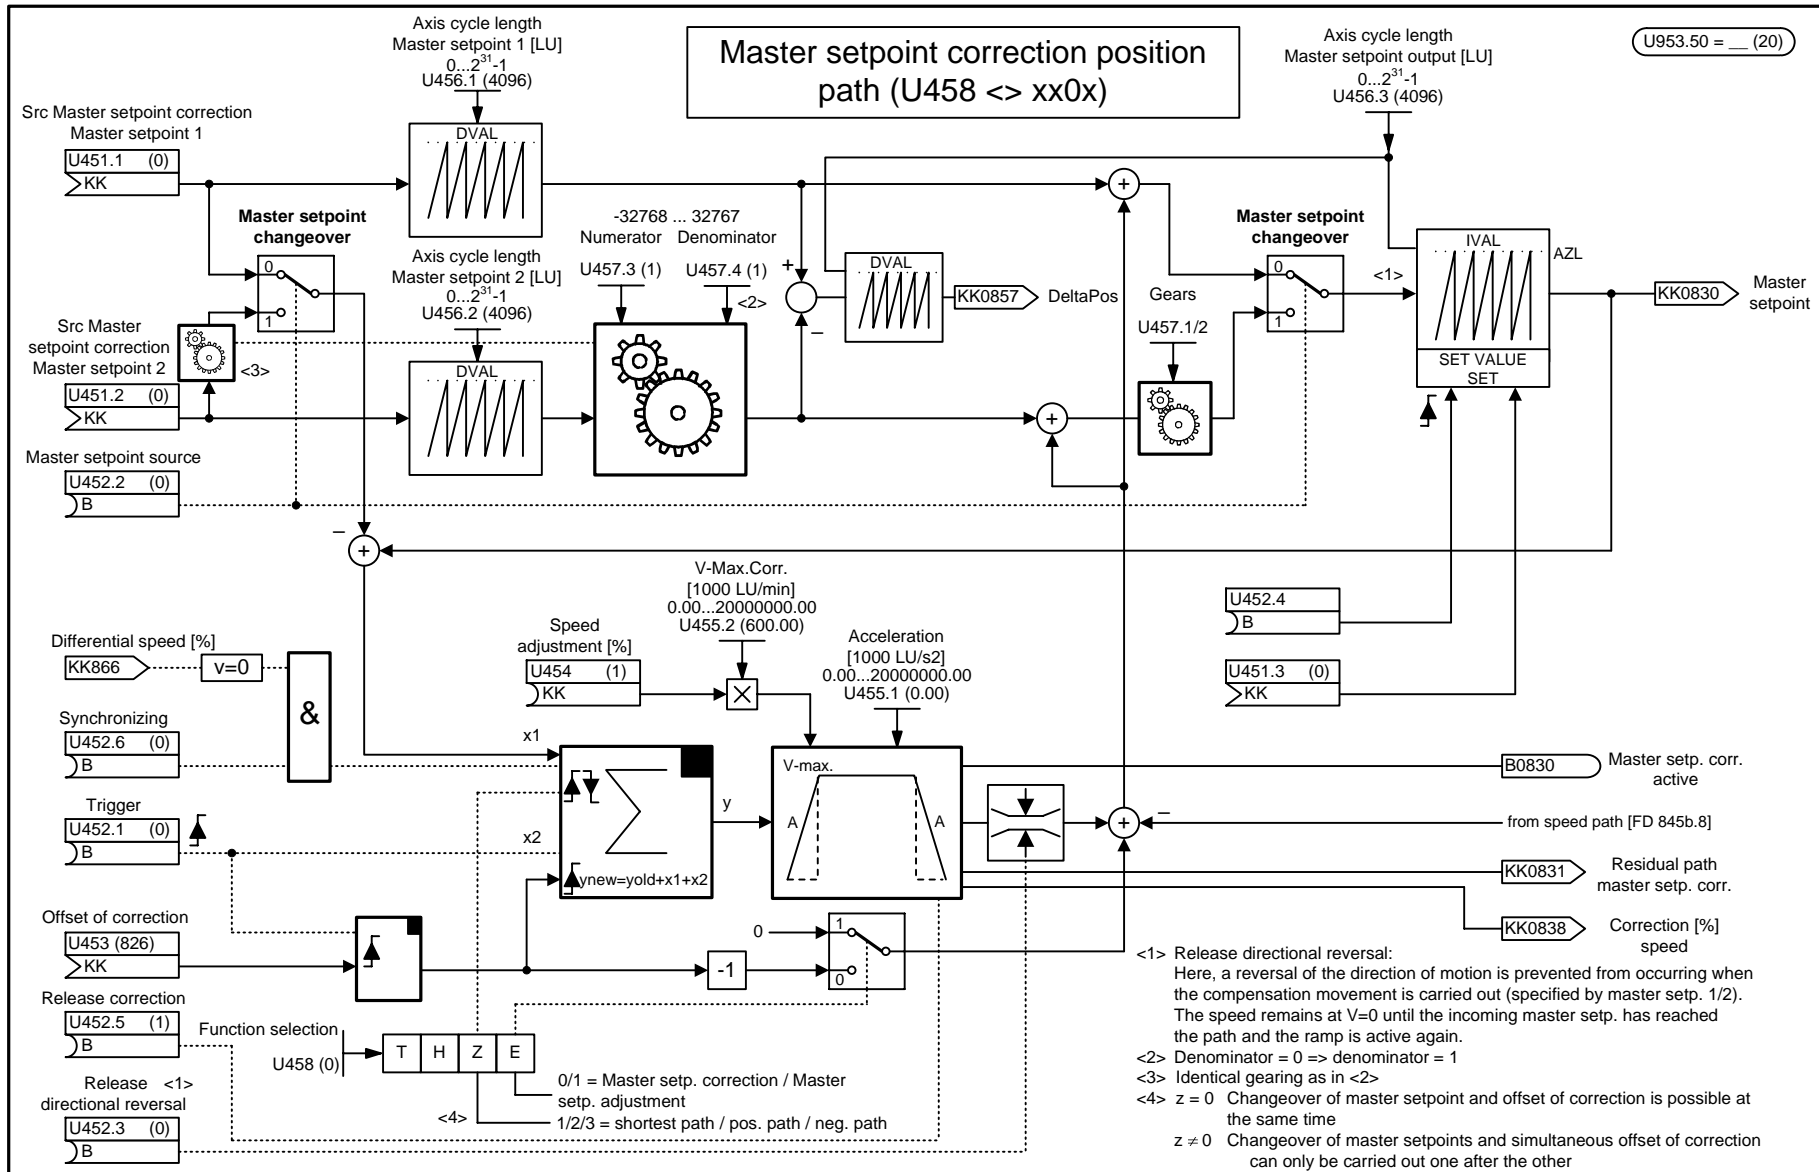 Axis cycle length
Master setpoint 1 [LU]
0...2³¹-1
U456.1 (4096)
Master setpoint correction position
path (U458 <> xx0x)
Axis cycle length
Master setpoint output [LU]
0...2³¹-1
U456.3 (4096)
U953.50 = __ (20)
Src Master setpoint correction
Master setpoint 1
U451.1 (0)
KK
DVAL
Master setpoint
changeover
0
1
Axis cycle length
Master setpoint 2 [LU]
0...2³¹-1
U456.2 (4096)
DVAL
-32768 ... 32767
Numerator Denominator
U457.3 (1) U457.4 (1)
<2>
+
–
DVAL
KK0857
DeltaPos
+
Gears
U457.1/2
Master setpoint
changeover
0
1
<1>
IVAL
AZL
SET VALUE
SET
KK0830
Master
setpoint
Src Master
setpoint correction
Master setpoint 2
<3>
U451.2 (0)
KK
+
Master setpoint source
U452.2 (0)
B
–
+
V-Max.Corr.
[1000 LU/min]
0.00...20000000.00
U455.2 (600.00)
Speed
adjustment [%]
U454 (1)
KK
×
Acceleration
[1000 LU/s2]
0.00...20000000.00
U455.1 (0.00)
U452.4
B
U451.3 (0)
KK
Differential speed [%]
KK866
v=0
&
Synchronizing
U452.6 (0)
B
x1
Trigger
U452.1 (0)
B
x2
ynew=yold+x1+x2
y
V-max.
A
A
+
–
B0830
Master setp. corr.
active
from speed path [FD 845b.8]
KK0831
Residual path
master setp. corr.
KK0838
Correction [%]
speed
Offset of correction
U453 (826)
KK
0
1
-1
0
Release correction
U452.5 (1)
B
Function selection
U458 (0)
T H Z E
0/1 = Master setp. correction / Master
setp. adjustment
<4>
1/2/3 = shortest path / pos. path / neg. path
Release <1>
directional reversal
U452.3 (0)
B
<1> Release directional reversal:
Here, a reversal of the direction of motion is prevented from occurring when
the compensation movement is carried out (specified by master setp. 1/2).
The speed remains at V=0 until the incoming master setp. has reached
the path and the ramp is active again.
<2> Denominator = 0 => denominator = 1
<3> Identical gearing as in <2>
<4> z = 0 Changeover of master setpoint and offset of correction is possible at
the same time
z ≠ 0 Changeover of master setpoints and simultaneous offset of correction
can only be carried out one after the other